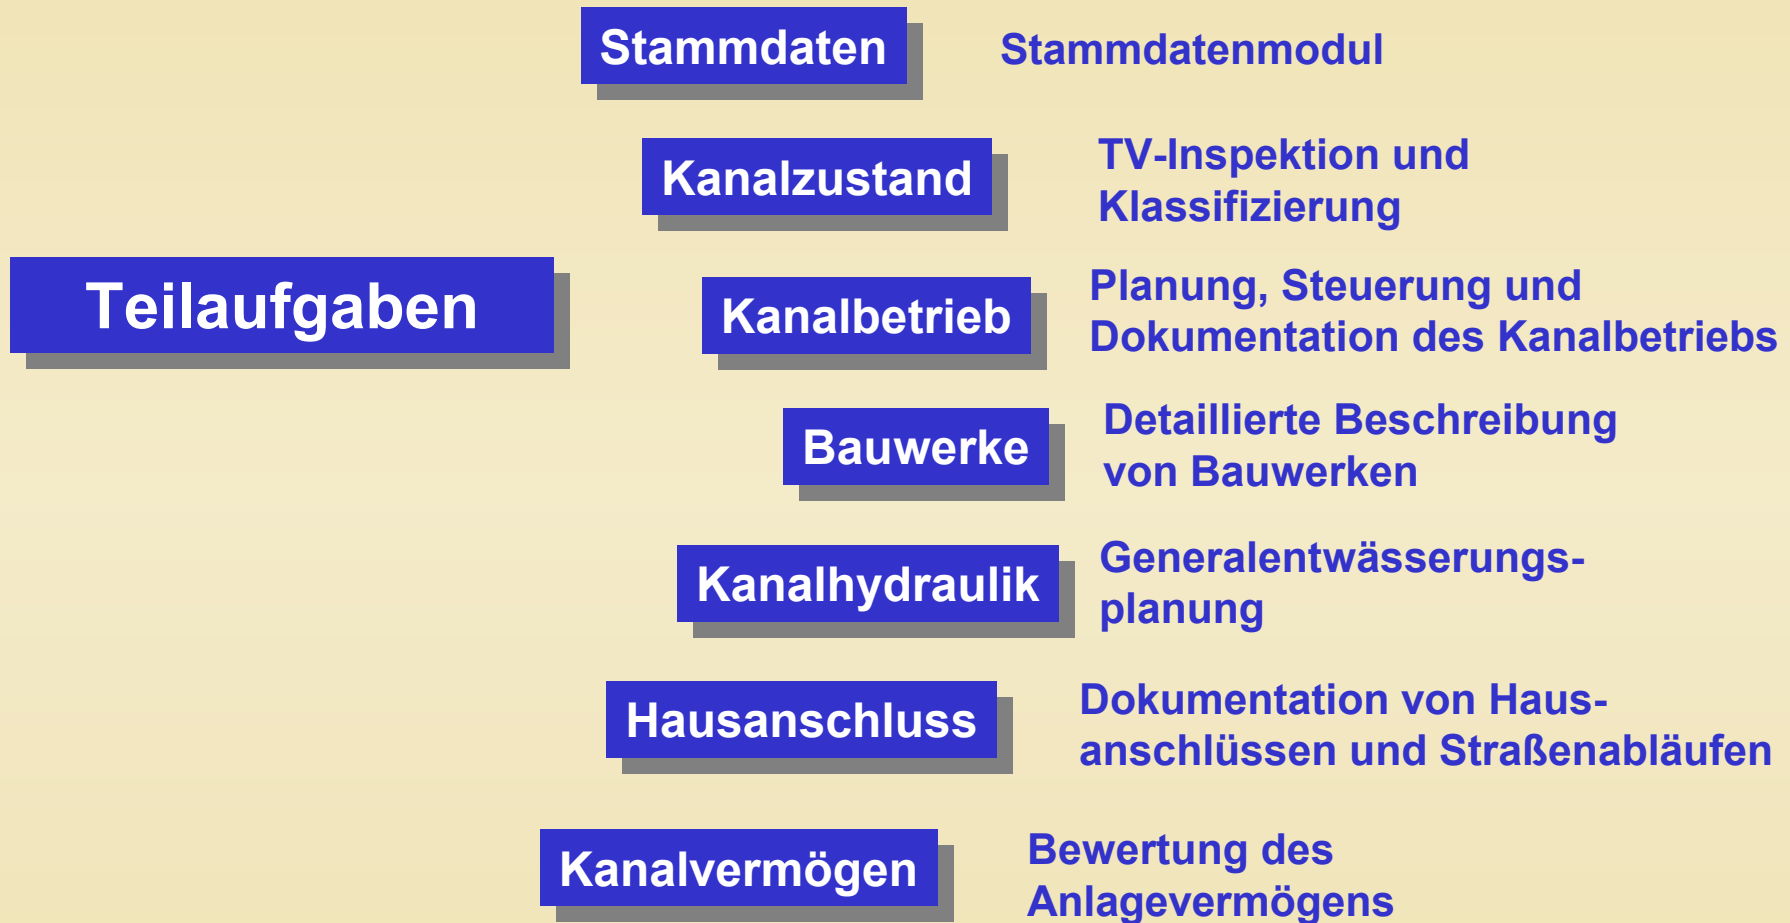 Stammdaten
Stammdatenmodul
Kanalzustand
TV-Inspektion und
Klassifizierung
Teilaufgaben
Kanalbetrieb
Planung, Steuerung und
Dokumentation des Kanalbetriebs
Bauwerke
Detaillierte Beschreibung
von Bauwerken
Kanalhydraulik
Generalentwässerungs-
planung
Hausanschluss
Dokumentation von Haus-
anschlüssen und Straßenabläufen
Kanalvermögen
Bewertung des
Anlagevermögens